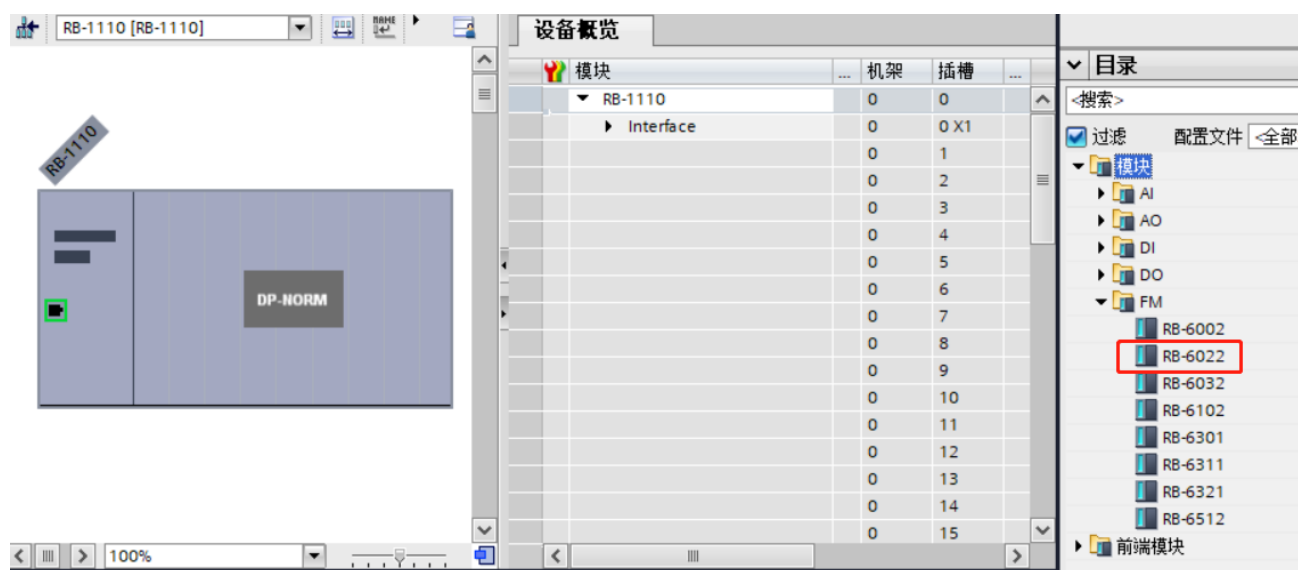 RB-1110 [RB-1110]
NAME
RB-1110
DP-NORM
100%
设备概览
模块 ... 机架 插槽 ...
RB-1110 0 0
Interface 0 0 X1
0 1
0 2
0 3
0 4
0 5
0 6
0 7
0 8
0 9
0 10
0 11
0 12
0 13
0 14
0 15
目录
<搜索>
过滤 配置文件 <全部
模块
AI
AO
DI
DO
FM
RB-6002
RB-6022
RB-6032
RB-6102
RB-6301
RB-6311
RB-6321
RB-6512
前端模块